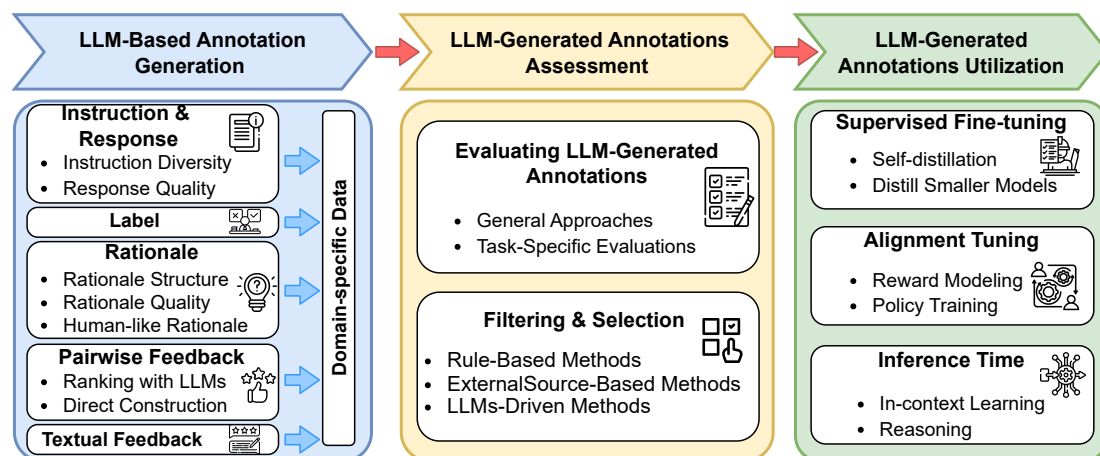 LLM-Based Annotation
Generation
LLM-Generated Annotations
Assessment
LLM-Generated
Annotations Utilization
Instruction &
Response
• Instruction Diversity
• Response Quality
Label
Rationale
• Rationale Structure
• Rationale Quality
• Human-like Rationale
Pairwise Feedback
• Ranking with LLMs
• Direct Construction
Textual Feedback
Domain-specific Data
Evaluating LLM-Generated
Annotations
• General Approaches
• Task-Specific Evaluations
Filtering & Selection
• Rule-Based Methods
• ExternalSource-Based Methods
• LLMs-Driven Methods
Supervised Fine-tuning
• Self-distillation
• Distill Smaller Models
Alignment Tuning
• Reward Modeling
• Policy Training
Inference Time
• In-context Learning
• Reasoning